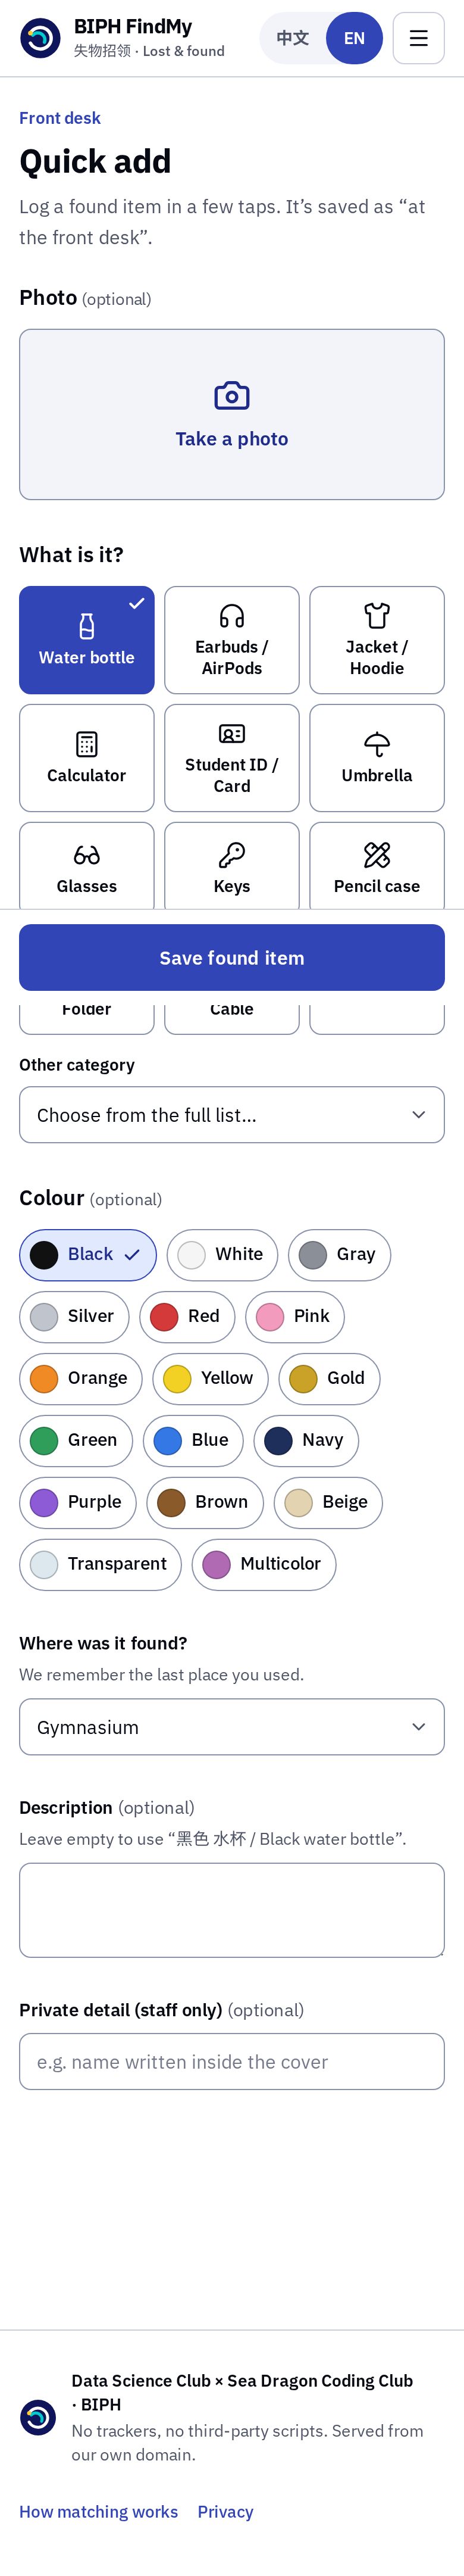 BIPH FindMy
失物招领 · Lost & found
中文
EN
Front desk
Quick add
Log a found item in a few taps. It’s saved as “at
the front desk”.
Photo (optional)
Take a photo
What is it?
Water bottle
Earbuds /
AirPods
Jacket /
Hoodie
Calculator
Student ID /
Card
Umbrella
Glasses
Keys
Pencil case
Save found item
Folder
Cable
Other category
Choose from the full list…
Colour (optional)
Black
White
Gray
Silver
Red
Pink
Orange
Yellow
Gold
Green
Blue
Navy
Purple
Brown
Beige
Transparent
Multicolor
Where was it found?
We remember the last place you used.
Gymnasium
Description (optional)
Leave empty to use “黑色 水杯 / Black water bottle”.
Private detail (staff only) (optional)
e.g. name written inside the cover
Data Science Club × Sea Dragon Coding Club
· BIPH
No trackers, no third-party scripts. Served from
our own domain.
How matching works
Privacy